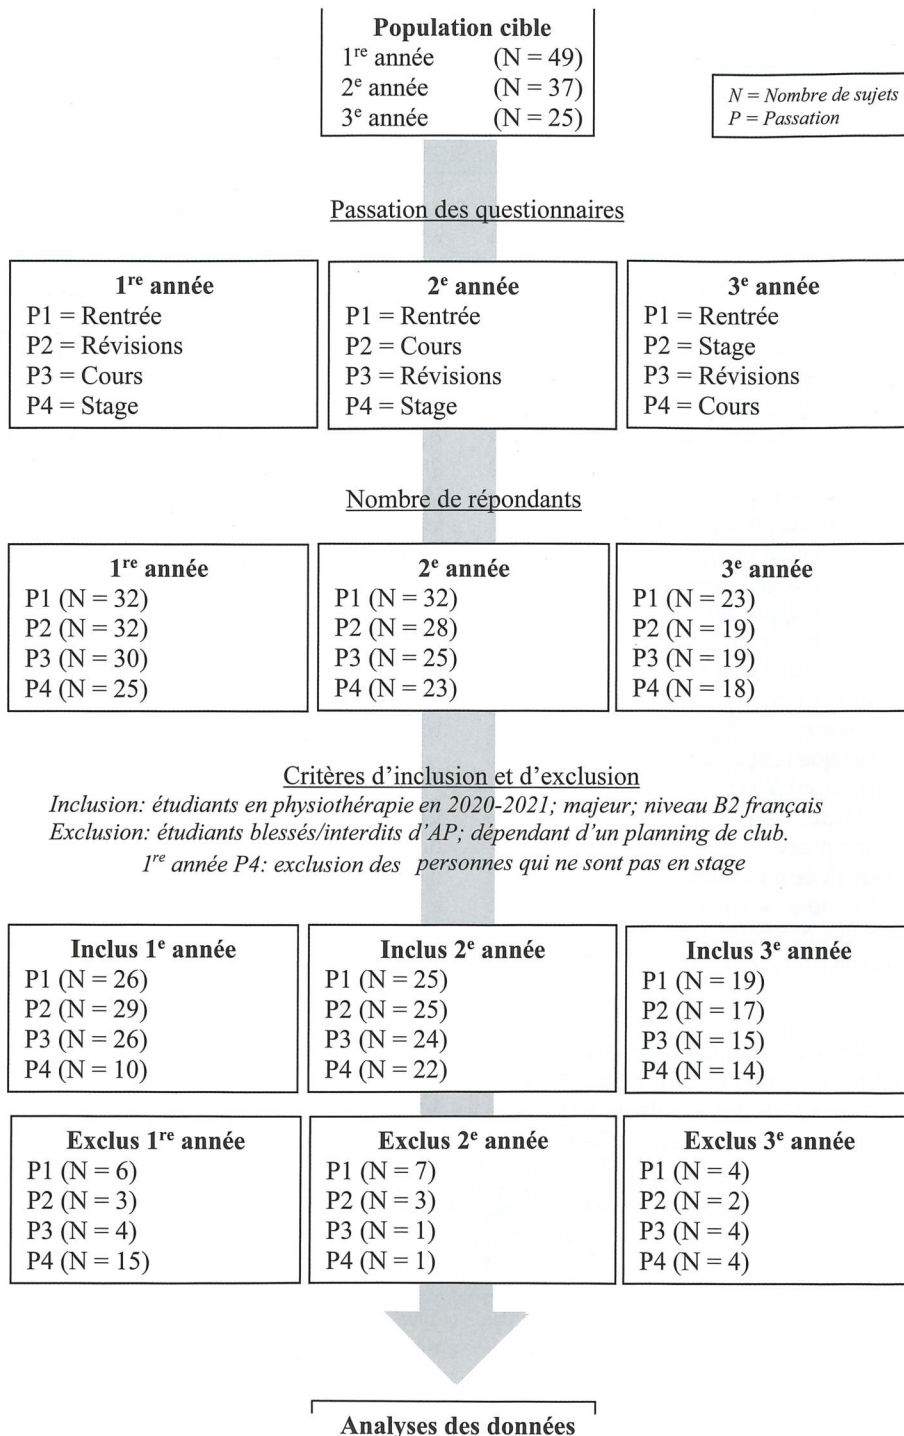 Population cible
1re année (N = 49)
2e année (N = 37)
3e année (N = 25)
N = Nombre de sujets
P = Passation
Passation des questionnaires
1re année
P1 = Rentrée
P2 = Révisions
P3 = Cours
P4 = Stage
2e année
P1 = Rentrée
P2 = Cours
P3 = Révisions
P4 = Stage
3e année
P1 = Rentrée
P2 = Stage
P3 = Révisions
P4 = Cours
Nombre de répondants
1re année
P1 (N = 32)
P2 (N = 32)
P3 (N = 30)
P4 (N = 25)
2e année
P1 (N = 32)
P2 (N = 28)
P3 (N = 25)
P4 (N = 23)
3e année
P1 (N = 23)
P2 (N = 19)
P3 (N = 19)
P4 (N = 18)
Critères d’inclusion et d’exclusion
Inclusion: étudiants en physiothérapie en 2020-2021; majeur; niveau B2 français
Exclusion: étudiants blessés/interdits d’AP; dépendant d’un planning de club.
1re année P4: exclusion des personnes qui ne sont pas en stage
Inclus 1e année
P1 (N = 26)
P2 (N = 29)
P3 (N = 26)
P4 (N = 10)
Inclus 2e année
P1 (N = 25)
P2 (N = 25)
P3 (N = 24)
P4 (N = 22)
Inclus 3e année
P1 (N = 19)
P2 (N = 17)
P3 (N = 15)
P4 (N = 14)
Exclus 1re année
P1 (N = 6)
P2 (N = 3)
P3 (N = 4)
P4 (N = 15)
Exclus 2e année
P1 (N = 7)
P2 (N = 3)
P3 (N = 1)
P4 (N = 1)
Exclus 3e année
P1 (N = 4)
P2 (N = 2)
P3 (N = 4)
P4 (N = 4)
Analyses des données